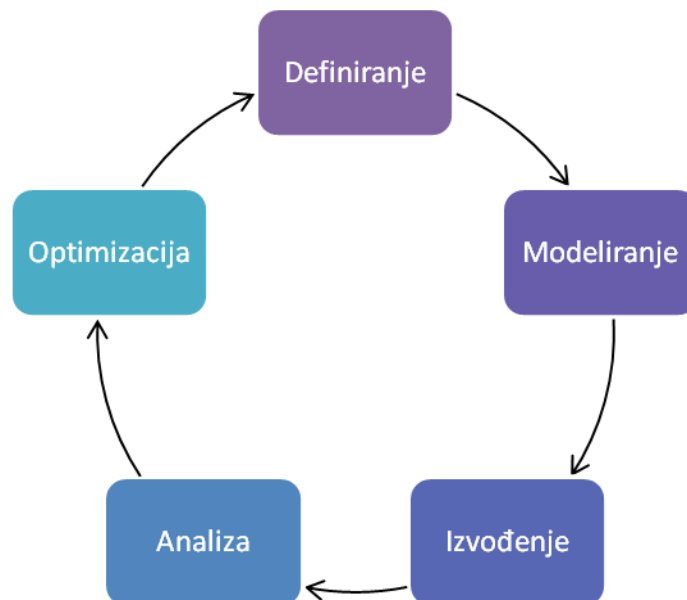 Definiranje
Modeliranje
Izvođenje
Analiza
Optimizacija